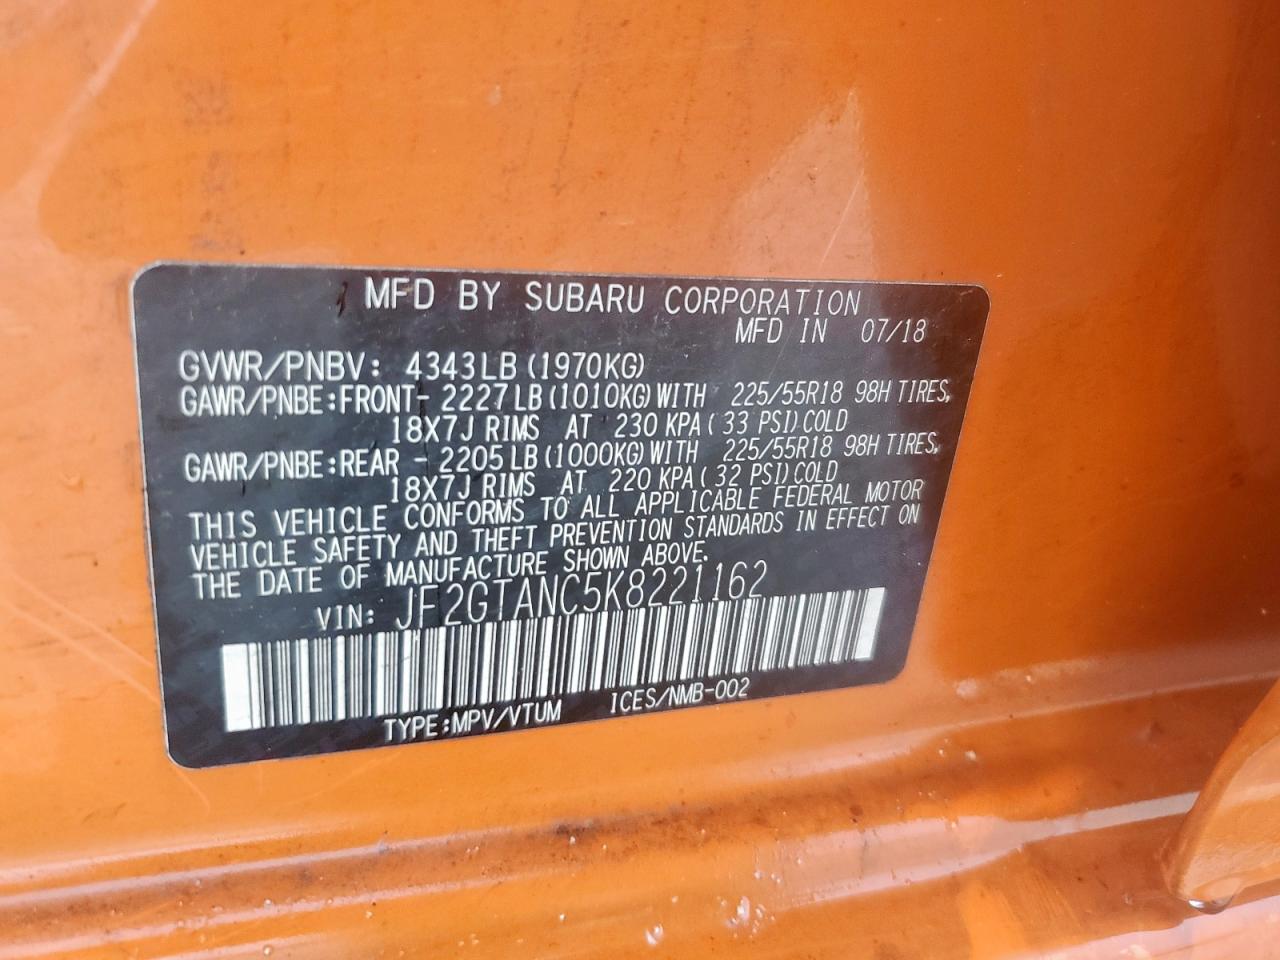 MFD BY SUBARU CORPORATION
MFD IN 07/18
GVWR/PNBV: 4343LB (1970KG)
GAWR/PNBE:FRONT- 2227LB (1010KG) WITH 225/55R18 98H TIRES,
18X7J RIMS AT 230 KPA (33 PSI) COLD
GAWR/PNBE:REAR - 2205LB (1000KG) WITH 225/55R18 98H TIRES,
18X7J RIMS AT 220 KPA (32 PSI) COLD
THIS VEHICLE CONFORMS TO ALL APPLICABLE FEDERAL MOTOR
VEHICLE SAFETY AND THEFT PREVENTION STANDARDS IN EFFECT ON
THE DATE OF MANUFACTURE SHOWN ABOVE.
VIN: JF2GTANC5K8221162
TYPE:MPV/VTUM ICES/NMB-002